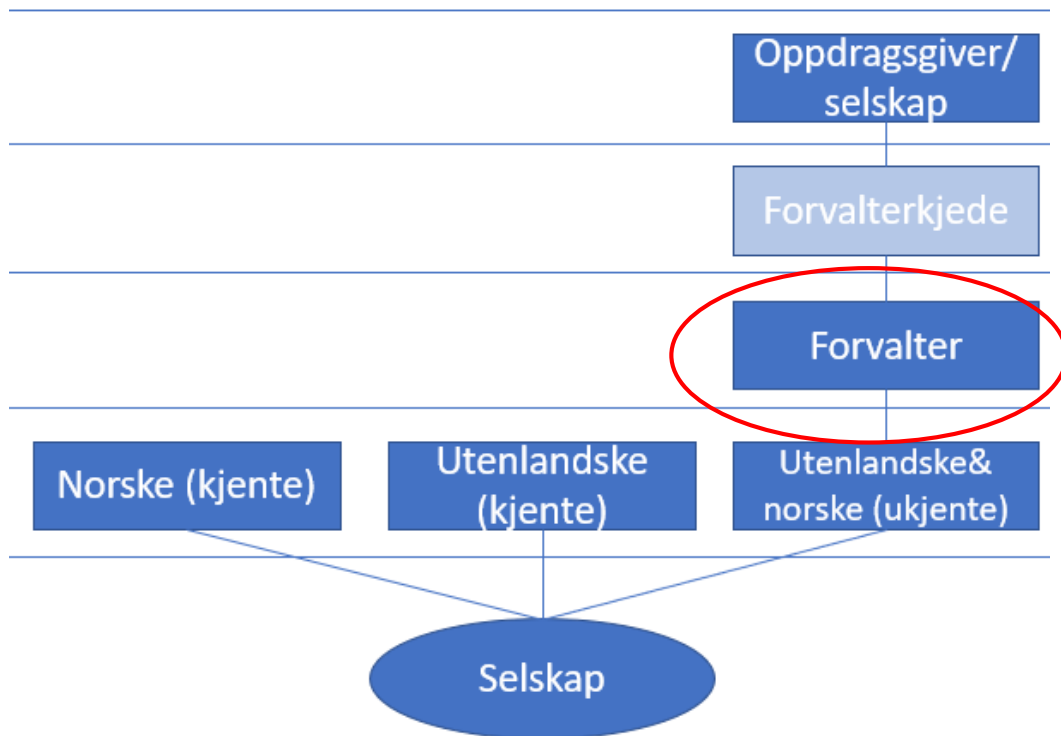 Oppdragsgiver/
selskap
Forvalterkjede
Forvalter
Norske (kjente)
Utenlandske
(kjente)
Utenlandske&
norske (ukjente)
Selskap